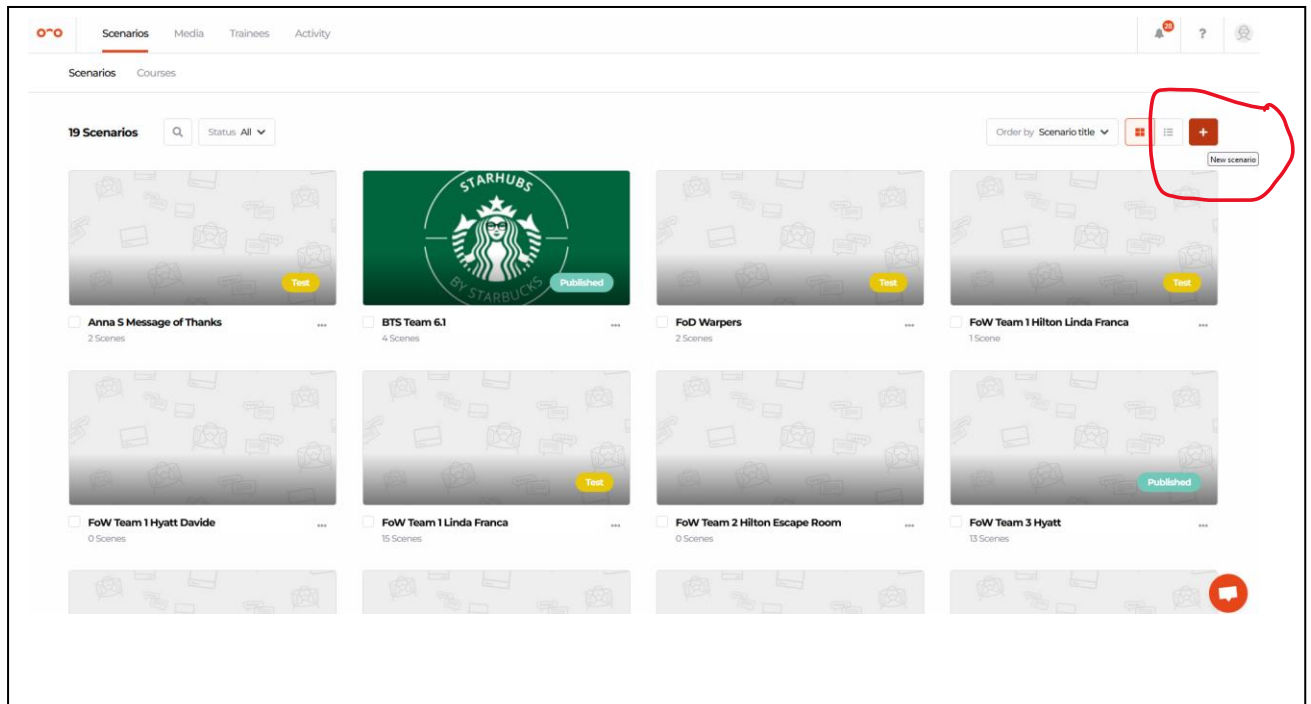 Scenarios Media Trainees Activity 28 ?
Scenarios Courses
19 Scenarios Status All Order by Scenario title +
New scenario
STARHUBS
BY STARBUCKS
Test Published Test Test
Anna S Message of Thanks ... BTS Team 6.1 ... FoD Warpers ... FoW Team 1 Hilton Linda Franca ...
2 Scenes 4 Scenes 2 Scenes 1 Scene
Test Published
FoW Team 1 Hyatt Davide ... FoW Team 1 Linda Franca ... FoW Team 2 Hilton Escape Room ... FoW Team 3 Hyatt ...
0 Scenes 15 Scenes 0 Scenes 13 Scenes